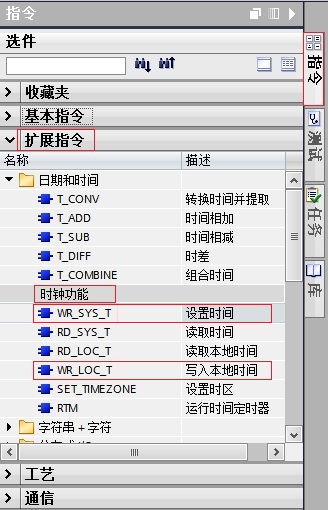 指令
选件
收藏夹
基本指令
扩展指令
名称 描述
日期和时间
T_CONV 转换时间并提取
T_ADD 时间相加
T_SUB 时间相减
T_DIFF 时差
T_COMBINE 组合时间
时钟功能
WR_SYS_T 设置时间
RD_SYS_T 读取时间
RD_LOC_T 读取本地时间
WR_LOC_T 写入本地时间
SET_TIMEZONE 设置时区
RTM 运行时间定时器
字符串 + 字符
工艺
通信
指令
测试
任务
库